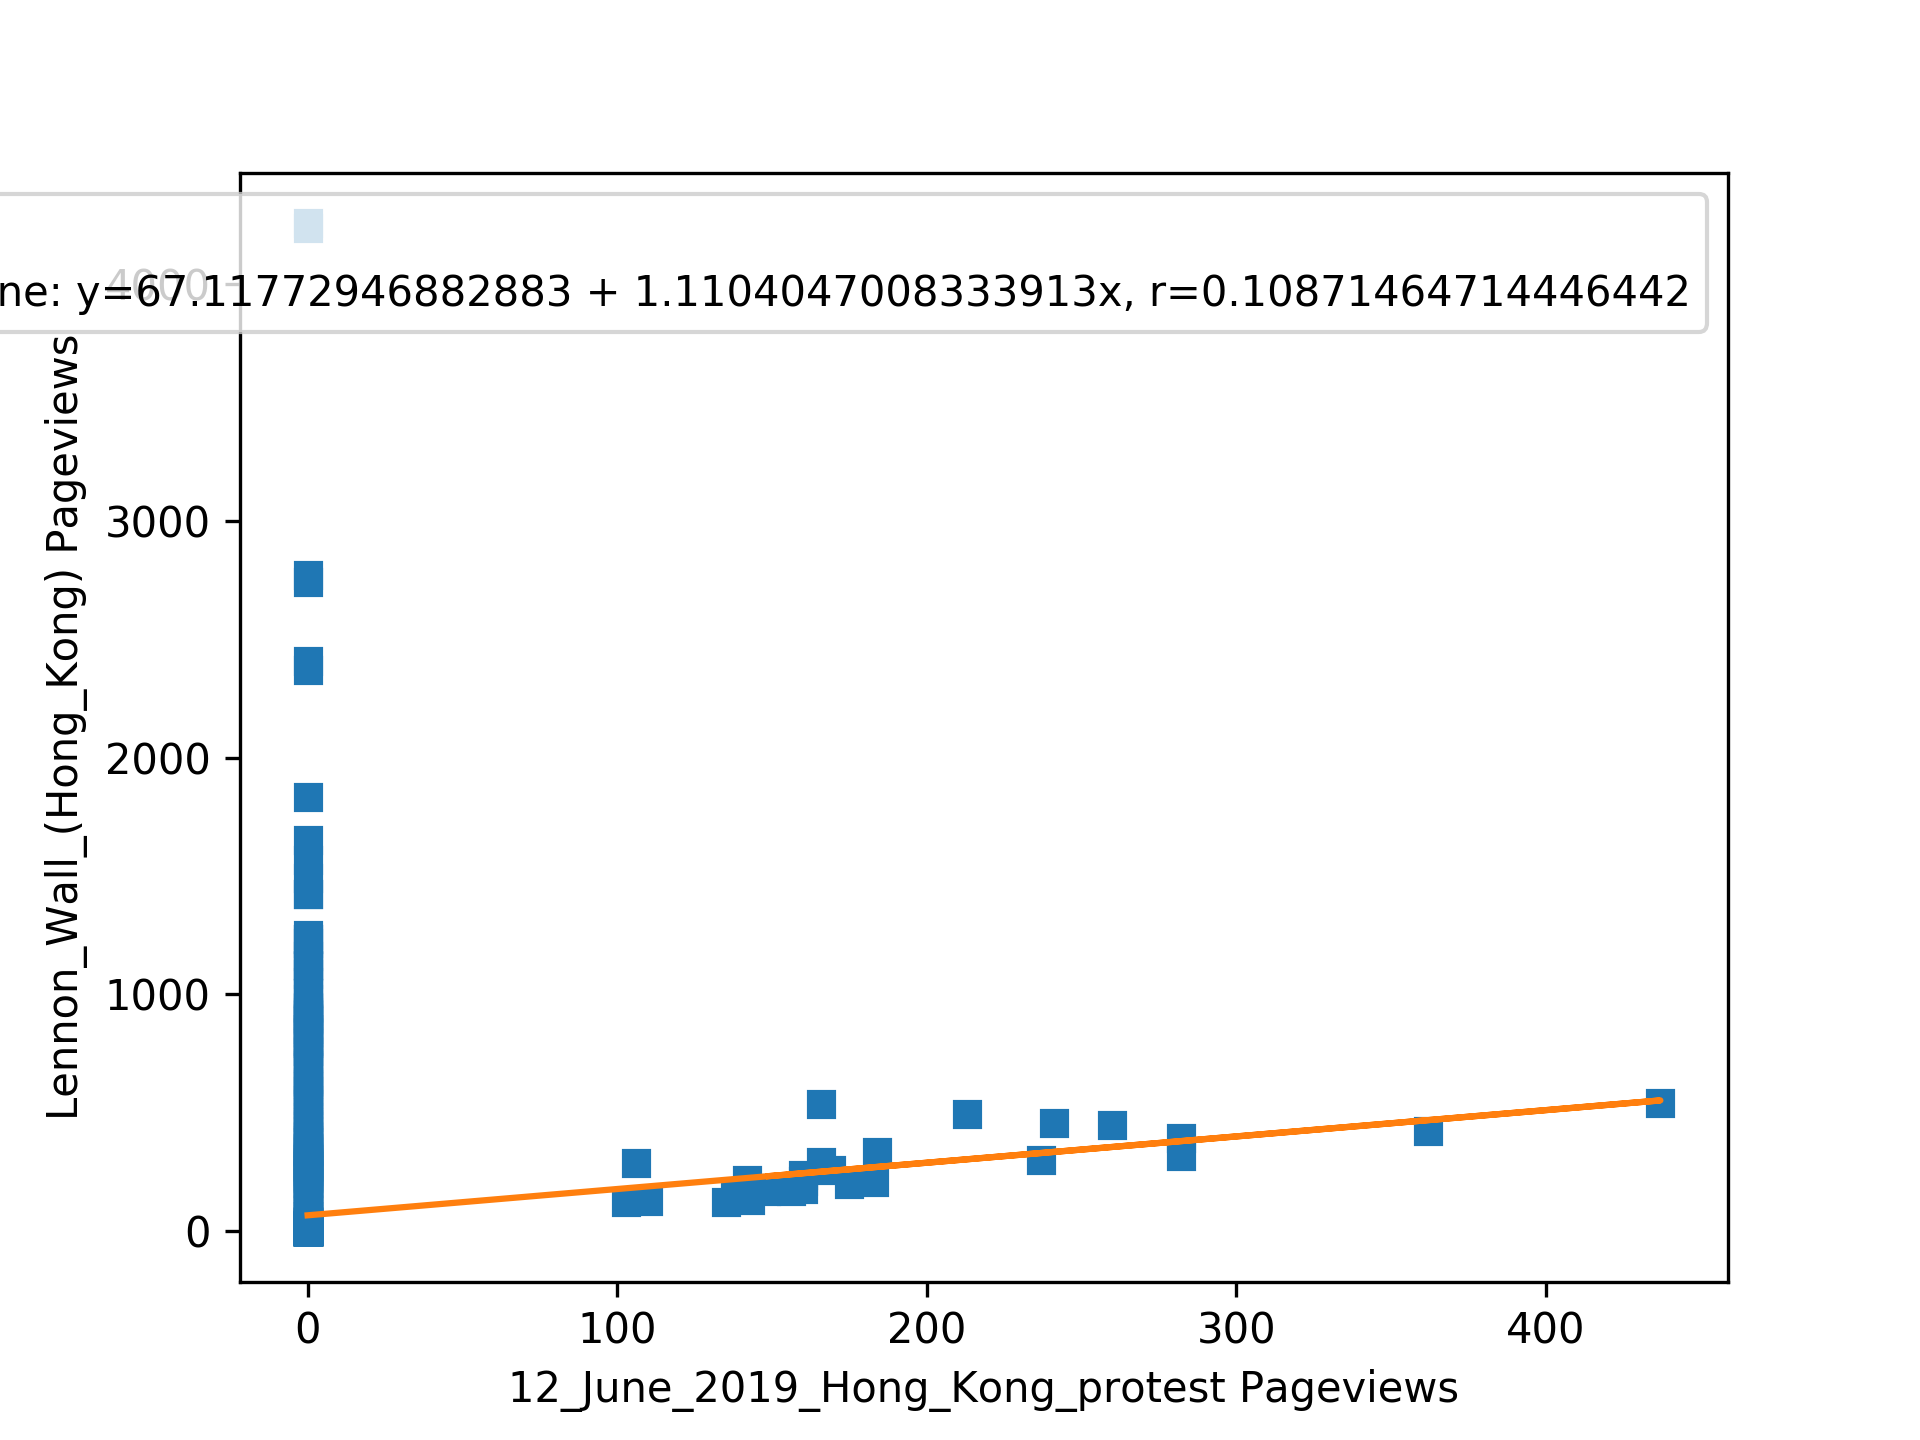 ne: y=67.11772946882883 + 1.1104047008333913x, r=0.10871464714446442
Lennon_Wall_(Hong_Kong) Pageviews
4000
3000
2000
1000
0
0 100 200 300 400
12_June_2019_Hong_Kong_protest Pageviews